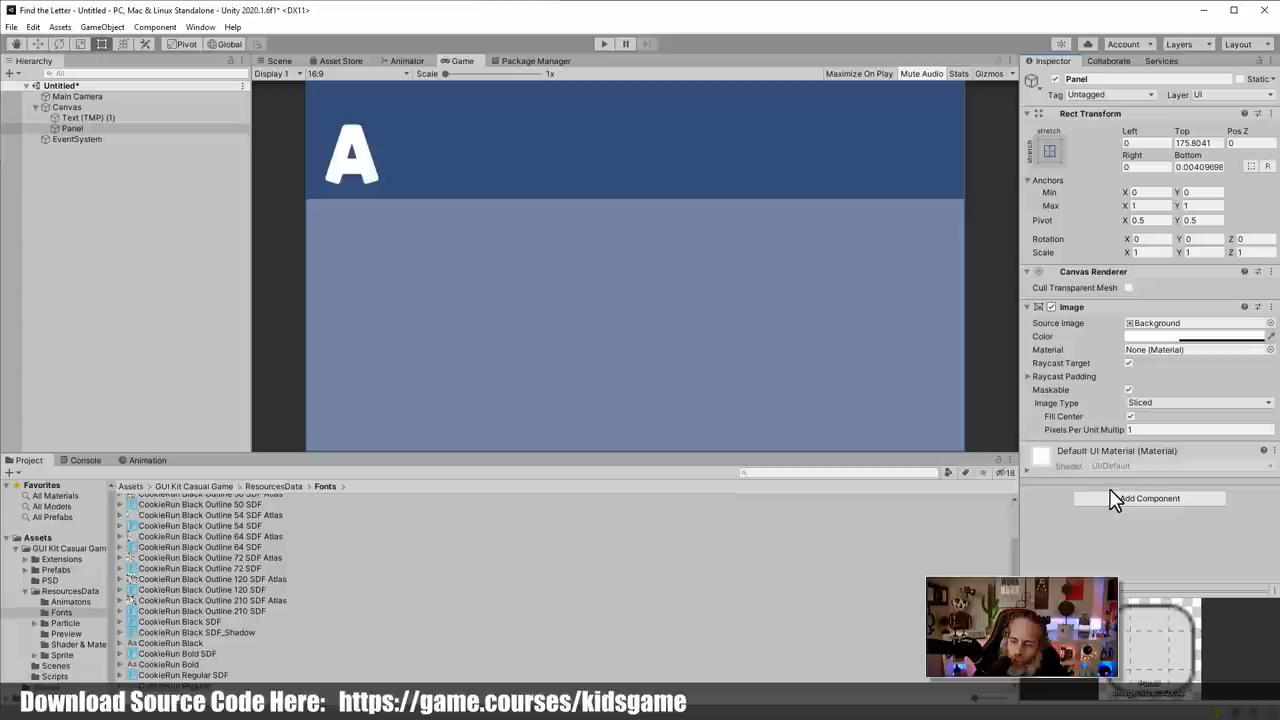 Find the Letter - Untitled - PC, Mac & Linux Standalone - Unity 2020.1.6f1* <DX11>
File Edit Assets GameObject Component Window Help
Pivot Global Account Layers Layout
Hierarchy Scene Asset Store Animator Game Package Manager Inspector Collaborate Services
All Display 1 16:9 Scale 1x Maximize On Play Mute Audio Stats Gizmos Panel Static
Untitled*
Main Camera
Canvas
Text (TMP) (1)
Panel
EventSystem
A
Tag Untagged Layer UI
Rect Transform
stretch Left Top Pos Z
stretch 0 175.8041 0
Right Bottom
0 0.00409698 R
Anchors
Min X 0 Y 0
Max X 1 Y 1
Pivot X 0.5 Y 0.5
Rotation X 0 Y 0 Z 0
Scale X 1 Y 1 Z 1
Canvas Renderer
Cull Transparent Mesh
Image
Source Image Background
Color
Material None (Material)
Raycast Target
Raycast Padding
Maskable
Image Type Sliced
Fill Center
Pixels Per Unit Multip 1
Default UI Material (Material)
Shader UI/Default
Add Component
Project Console Animation
18
Favorites
All Materials
All Models
All Prefabs
Assets
GUI Kit Casual Gam
Extensions
Prefabs
PSD
ResourcesData
Animatons
Fonts
Particle
Preview
Shader & Mate
Sprite
Scenes
Scripts
Assets GUI Kit Casual Game ResourcesData Fonts
CookieRun Black Outline 50 SDF Atlas
CookieRun Black Outline 50 SDF
CookieRun Black Outline 54 SDF Atlas
CookieRun Black Outline 54 SDF
CookieRun Black Outline 64 SDF Atlas
CookieRun Black Outline 64 SDF
CookieRun Black Outline 72 SDF Atlas
CookieRun Black Outline 72 SDF
CookieRun Black Outline 120 SDF Atlas
CookieRun Black Outline 120 SDF
CookieRun Black Outline 210 SDF Atlas
CookieRun Black Outline 210 SDF
CookieRun Black SDF
CookieRun Black SDF_Shadow
CookieRun Black
CookieRun Bold SDF
CookieRun Bold
CookieRun Regular SDF
Panel
Download Source Code Here: https://game.courses/kidsgame